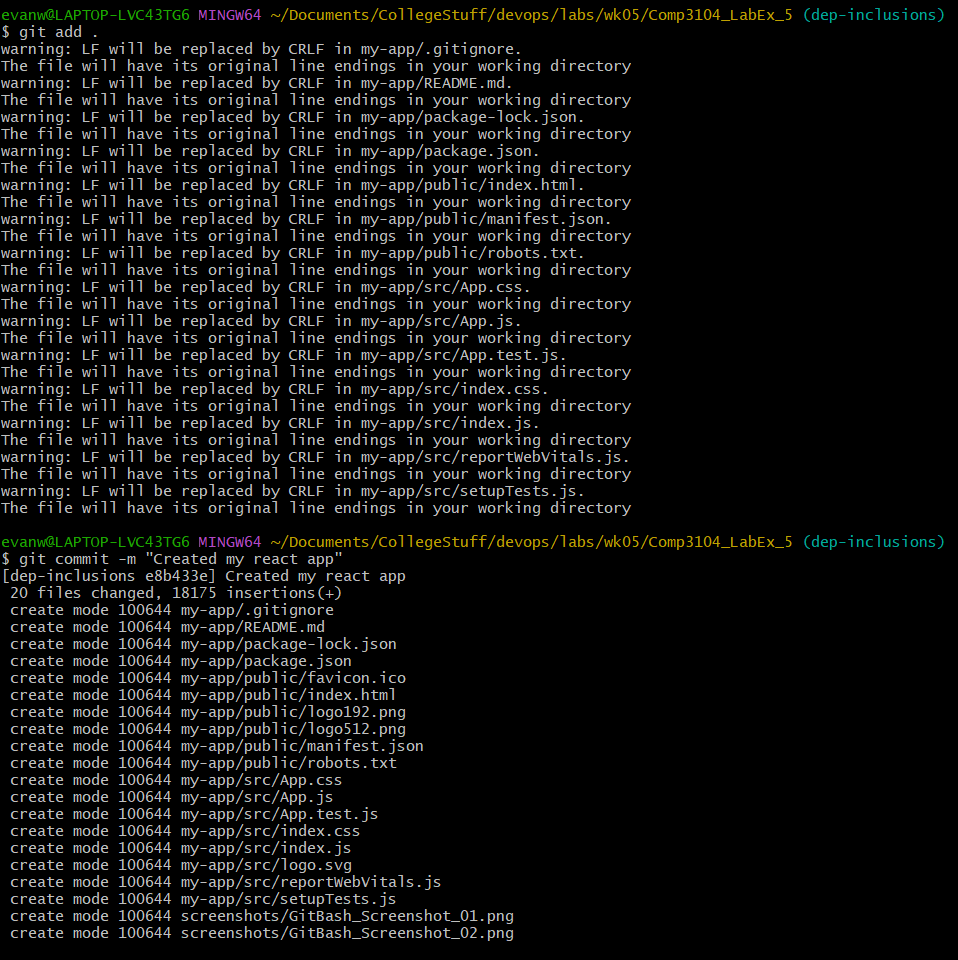 evanw@LAPTOP-LVC43TG6 MINGW64 ~/Documents/CollegeStuff/devops/labs/wk05/Comp3104_LabEx_5 (dep-inclusions)
$ git add .
warning: LF will be replaced by CRLF in my-app/.gitignore.
The file will have its original line endings in your working directory
warning: LF will be replaced by CRLF in my-app/README.md.
The file will have its original line endings in your working directory
warning: LF will be replaced by CRLF in my-app/package-lock.json.
The file will have its original line endings in your working directory
warning: LF will be replaced by CRLF in my-app/package.json.
The file will have its original line endings in your working directory
warning: LF will be replaced by CRLF in my-app/public/index.html.
The file will have its original line endings in your working directory
warning: LF will be replaced by CRLF in my-app/public/manifest.json.
The file will have its original line endings in your working directory
warning: LF will be replaced by CRLF in my-app/public/robots.txt.
The file will have its original line endings in your working directory
warning: LF will be replaced by CRLF in my-app/src/App.css.
The file will have its original line endings in your working directory
warning: LF will be replaced by CRLF in my-app/src/App.js.
The file will have its original line endings in your working directory
warning: LF will be replaced by CRLF in my-app/src/App.test.js.
The file will have its original line endings in your working directory
warning: LF will be replaced by CRLF in my-app/src/index.css.
The file will have its original line endings in your working directory
warning: LF will be replaced by CRLF in my-app/src/index.js.
The file will have its original line endings in your working directory
warning: LF will be replaced by CRLF in my-app/src/reportWebVitals.js.
The file will have its original line endings in your working directory
warning: LF will be replaced by CRLF in my-app/src/setupTests.js.
The file will have its original line endings in your working directory

evanw@LAPTOP-LVC43TG6 MINGW64 ~/Documents/CollegeStuff/devops/labs/wk05/Comp3104_LabEx_5 (dep-inclusions)
$ git commit -m "Created my react app"
[dep-inclusions e8b433e] Created my react app
 20 files changed, 18175 insertions(+)
 create mode 100644 my-app/.gitignore
 create mode 100644 my-app/README.md
 create mode 100644 my-app/package-lock.json
 create mode 100644 my-app/package.json
 create mode 100644 my-app/public/favicon.ico
 create mode 100644 my-app/public/index.html
 create mode 100644 my-app/public/logo192.png
 create mode 100644 my-app/public/logo512.png
 create mode 100644 my-app/public/manifest.json
 create mode 100644 my-app/public/robots.txt
 create mode 100644 my-app/src/App.css
 create mode 100644 my-app/src/App.js
 create mode 100644 my-app/src/App.test.js
 create mode 100644 my-app/src/index.css
 create mode 100644 my-app/src/index.js
 create mode 100644 my-app/src/logo.svg
 create mode 100644 my-app/src/reportWebVitals.js
 create mode 100644 my-app/src/setupTests.js
 create mode 100644 screenshots/GitBash_Screenshot_01.png
 create mode 100644 screenshots/GitBash_Screenshot_02.png